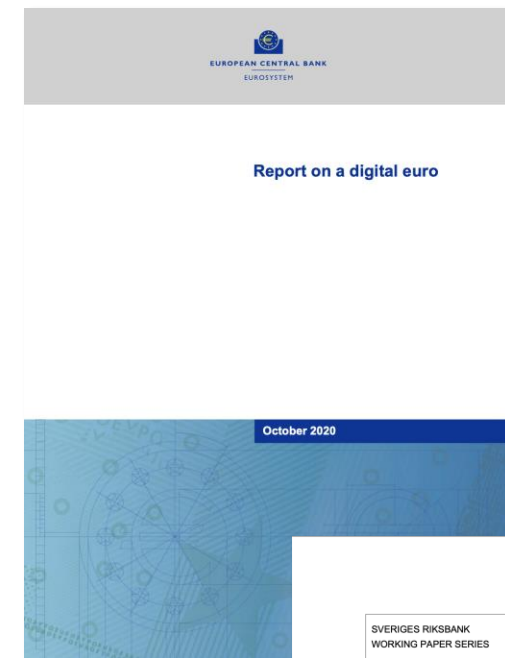 EUROPEAN CENTRAL BANK
EUROSYSTEM
Report on a digital euro
October 2020
SVERIGES RIKSBANK
WORKING PAPER SERIES